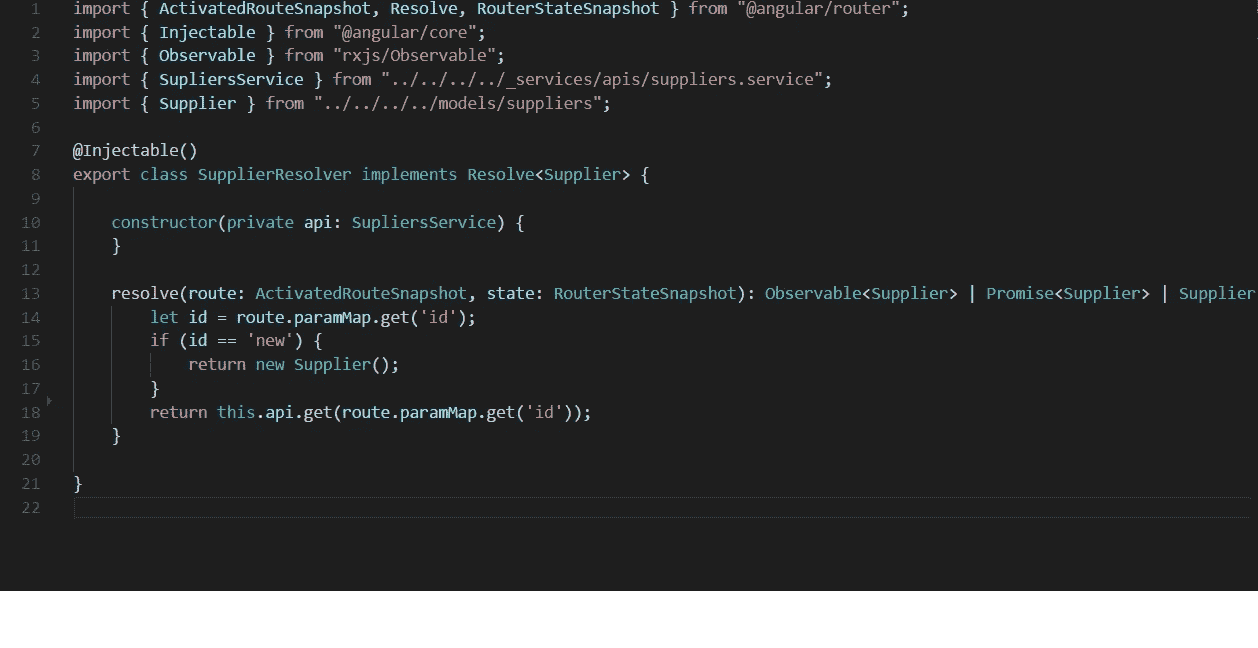 1 import { ActivatedRouteSnapshot, Resolve, RouterStateSnapshot } from "@angular/router";
2 import { Injectable } from "@angular/core";
3 import { Observable } from "rxjs/Observable";
4 import { SupliersService } from "../../../../_services/apis/suppliers.service";
5 import { Supplier } from "../../../../models/suppliers";
6
7 @Injectable()
8 export class SupplierResolver implements Resolve<Supplier> {
9
10 constructor(private api: SupliersService) {
11 }
12
13 resolve(route: ActivatedRouteSnapshot, state: RouterStateSnapshot): Observable<Supplier> | Promise<Supplier> | Supplier
14 let id = route.paramMap.get('id');
15 if (id == 'new') {
16 return new Supplier();
17 }
18 return this.api.get(route.paramMap.get('id'));
19 }
20
21 }
22